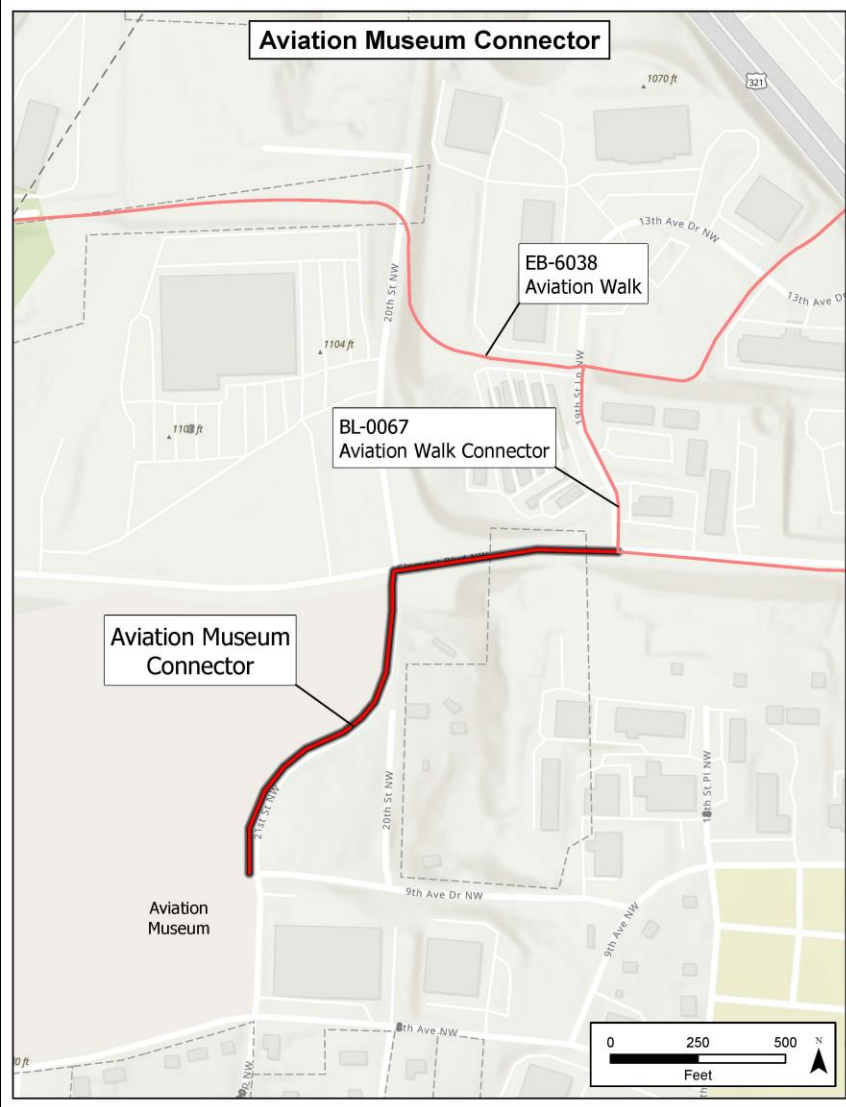 Aviation Museum Connector
1070 ft
321
13th Ave Dr NW
EB-6038
Aviation Walk
13th Ave Dr
20th St NW
1104 ft
19th St Ln NW
BL-0067
Aviation Walk Connector
Aviation Museum
Connector
21st St NW
20th St NW
18th St Pl NW
9th Ave Dr NW
9th Ave NW
Aviation
Museum
8th Ave NW
0 250 500
Feet
N